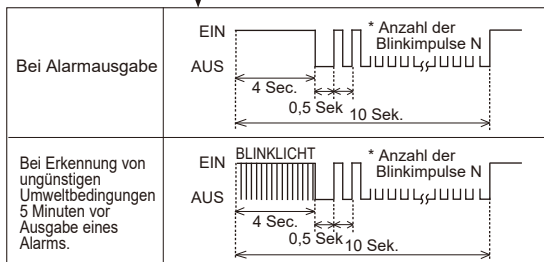 Bei Alarmausgabe
EIN
AUS
* Anzahl der
Blinkimpulse N
4 Sec.
0,5 Sek
10 Sek.
Bei Erkennung von
ungünstigen
Umweltbedingungen
5 Minuten vor
Ausgabe eines
Alarms.
EIN
BLINKLICHT
AUS
* Anzahl der
Blinkimpulse N
4 Sec.
0,5 Sek
10 Sek.